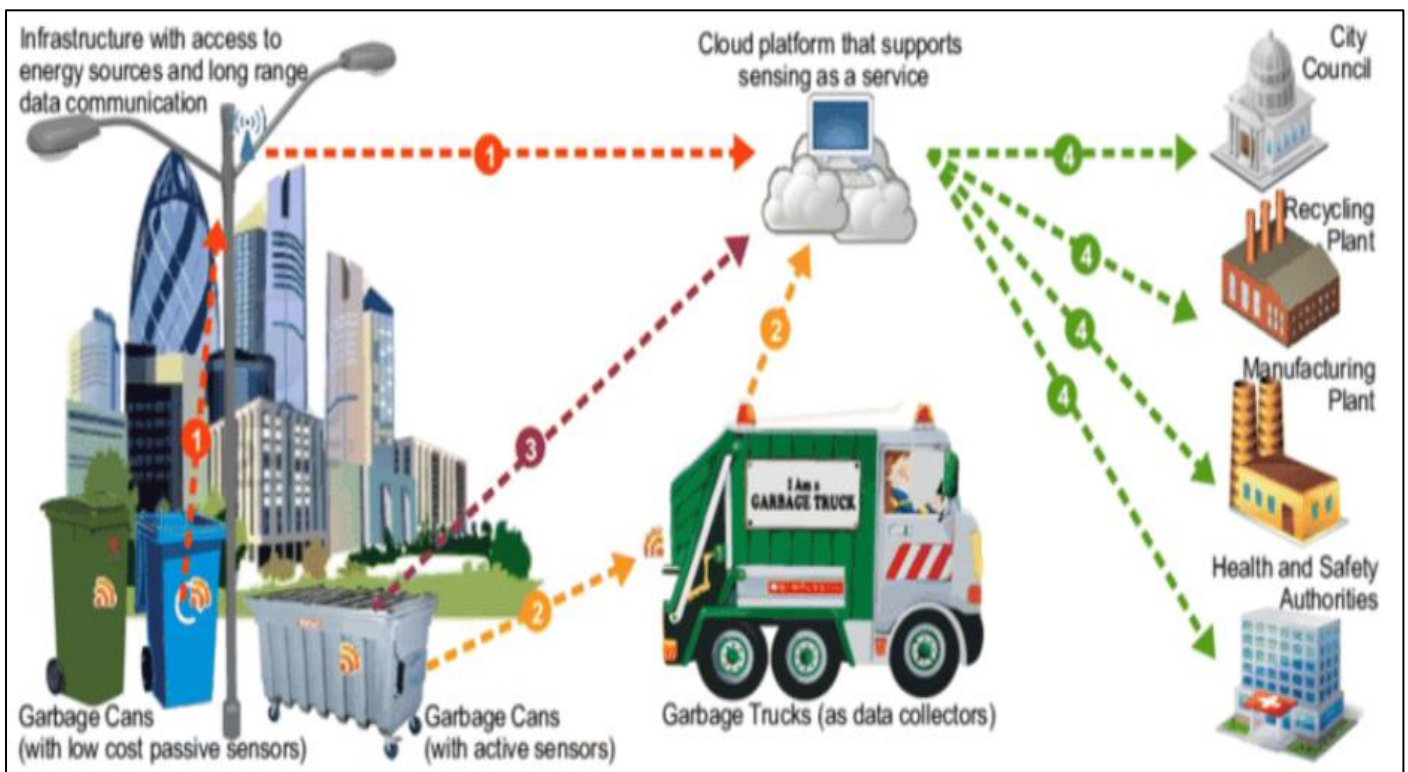 Infrastructure with access to
energy sources and long range
data communication
Cloud platform that supports
sensing as a service
City
Council
1
4
Recycling
Plant
4
2
4
Manufacturing
Plant
4
1
3
I Am a
GARBAGE TRUCK
2
Health and Safety
Authorities
Garbage Cans
(with low cost passive sensors)
Garbage Cans
(with active sensors)
Garbage Trucks (as data collectors)